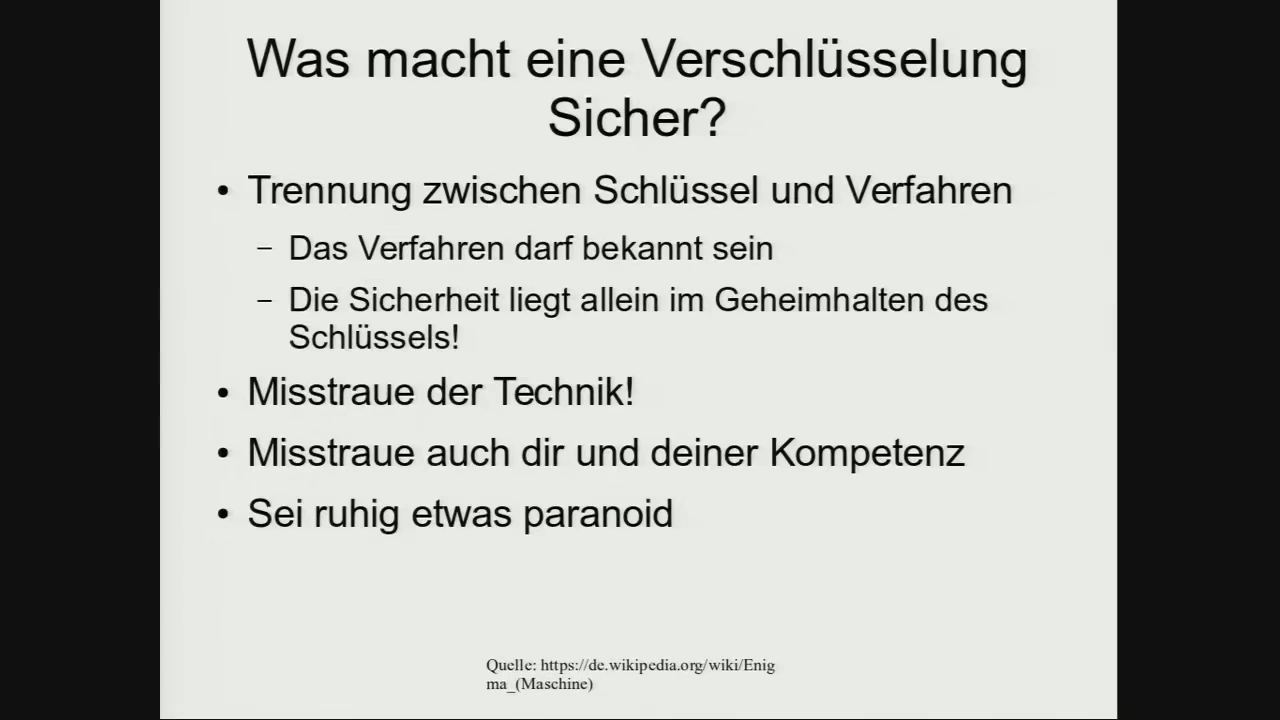 Was macht eine Verschlüsselung
Sicher?
• Trennung zwischen Schlüssel und Verfahren
– Das Verfahren darf bekannt sein
– Die Sicherheit liegt allein im Geheimhalten des
Schlüssels!
• Misstraue der Technik!
• Misstraue auch dir und deiner Kompetenz
• Sei ruhig etwas paranoid
Quelle: https://de.wikipedia.org/wiki/Enig
ma_(Maschine)